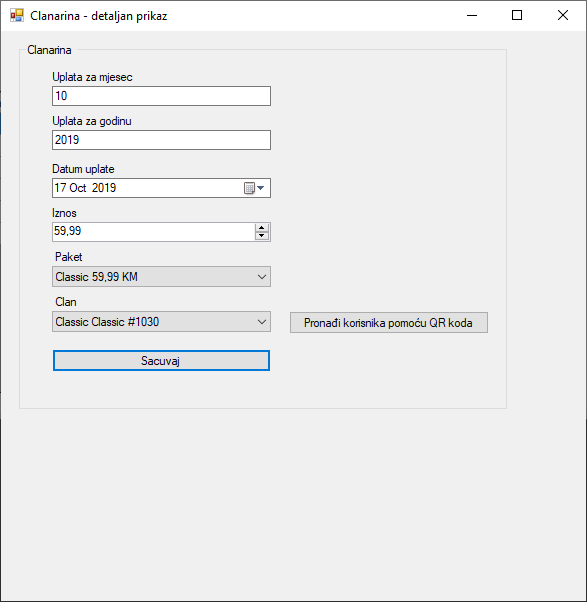 Clanarina - detaljan prikaz
Clanarina
Uplata za mjesec
10
Uplata za godinu
2019
Datum uplate
17 Oct 2019
Iznos
59,99
Paket
Classic 59,99 KM
Clan
Classic Classic #1030
Pronađi korisnika pomoću QR koda
Sacuvaj